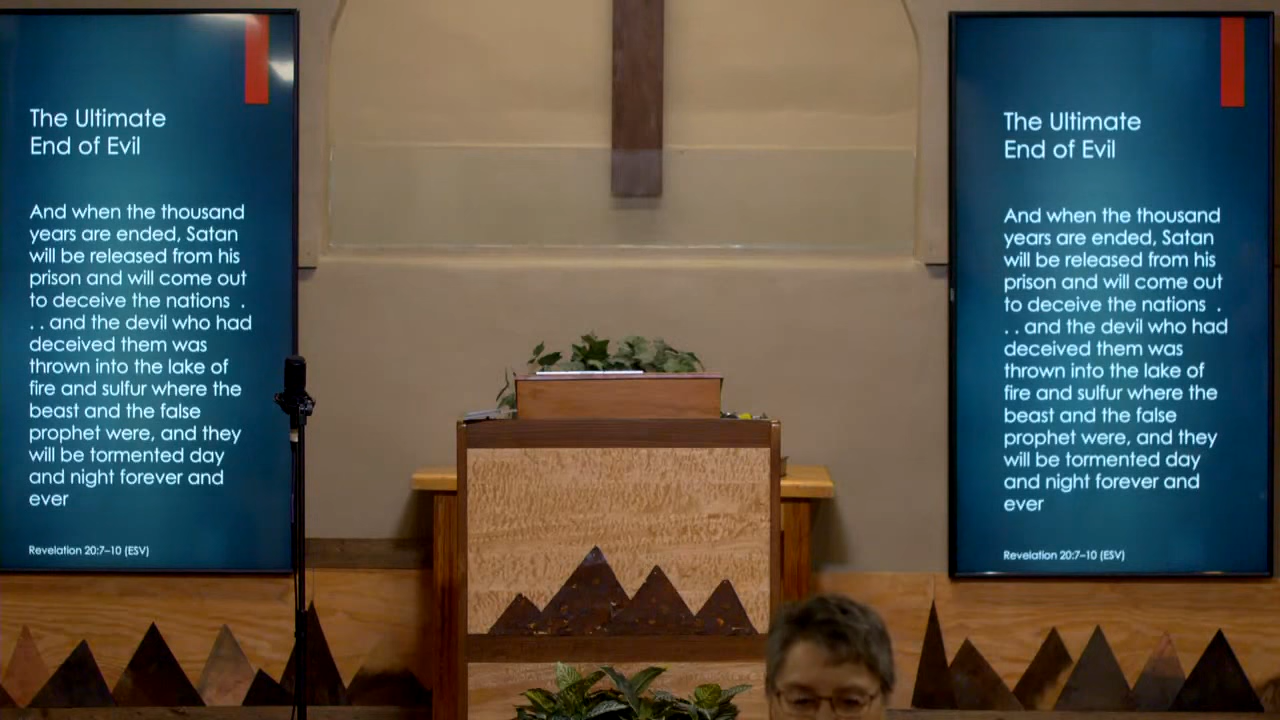 The Ultimate
End of Evil
And when the thousand
years are ended, Satan
will be released from his
prison and will come out
to deceive the nations .
. . and the devil who had
deceived them was
thrown into the lake of
fire and sulfur where the
beast and the false
prophet were, and they
will be tormented day
and night forever and
ever
Revelation 20:7–10 (ESV)
The Ultimate
End of Evil
And when the thousand
years are ended, Satan
will be released from his
prison and will come out
to deceive the nations .
. . and the devil who had
deceived them was
thrown into the lake of
fire and sulfur where the
beast and the false
prophet were, and they
will be tormented day
and night forever and
ever
Revelation 20:7–10 (ESV)